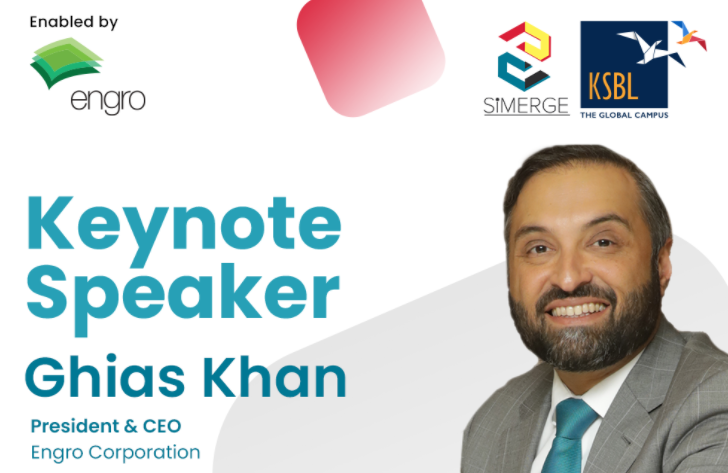 Enabled by
engro
SiMERGE
KSBL
THE GLOBAL CAMPUS
Keynote
Speaker
Ghias Khan
President & CEO
Engro Corporation